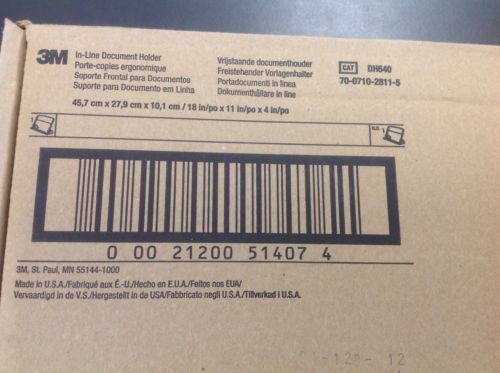 3M
In-Line Document Holder
Porte-copies ergonomique
Soporte Frontal para Documentos
Suporte para Documento em Linha
Vrijstaande documenthouder
Freistehender Vorlagenhalter
Portadocumenti in linea
Dokumenthållare in line
CAT DH640
70-0710-2811-5
45,7 cm x 27,9 cm x 10,1 cm / 18 in/po x 11 in/po x 4 in/po
0 00 21200 51407 4
3M, St. Paul, MN 55144-1000
Made in U.S.A./Fabriqué aux É.-U./Hecho en E.U.A./Feitos nos EUA/
Vervaardigd in de V.S./Hergestellt in de USA/Fabbricato negli U.S.A./Tillverkad i U.S.A.
12